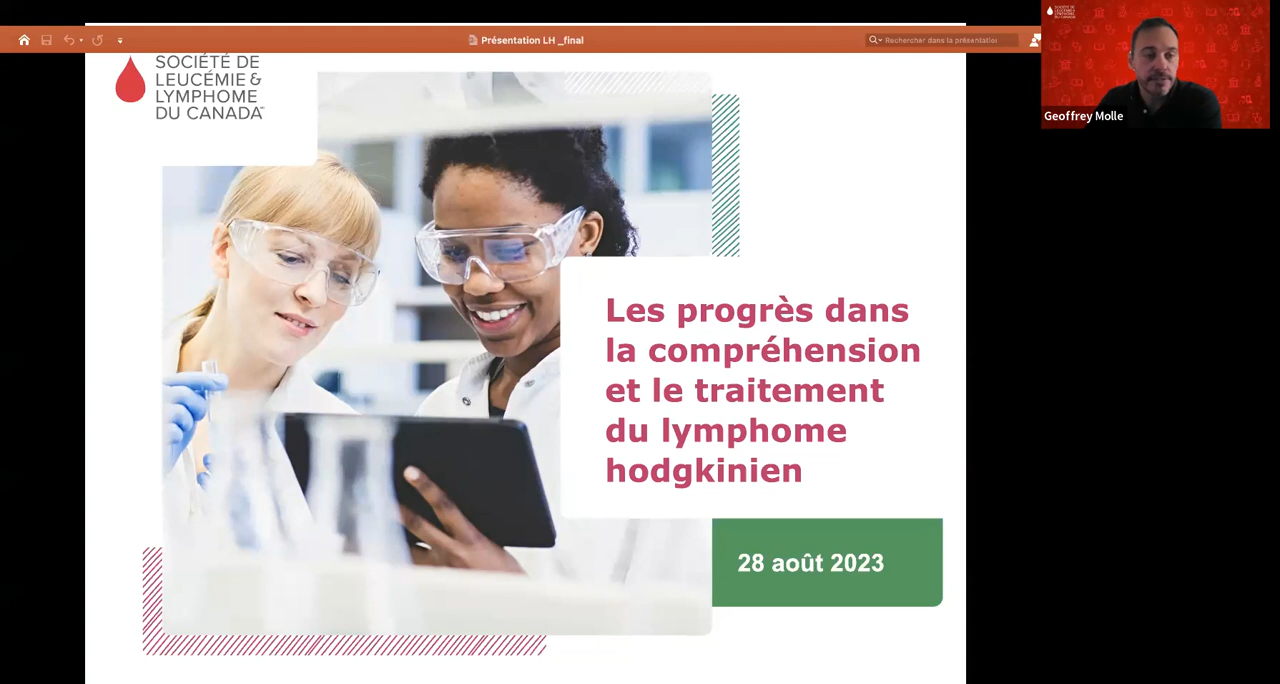 Présentation LH _final
Rechercher dans la présentation
SOCIÉTÉ DE
LEUCÉMIE &
LYMPHOME
DU CANADA
Geoffrey Molle
Les progrès dans
la compréhension
et le traitement
du lymphome
hodgkinien
28 août 2023